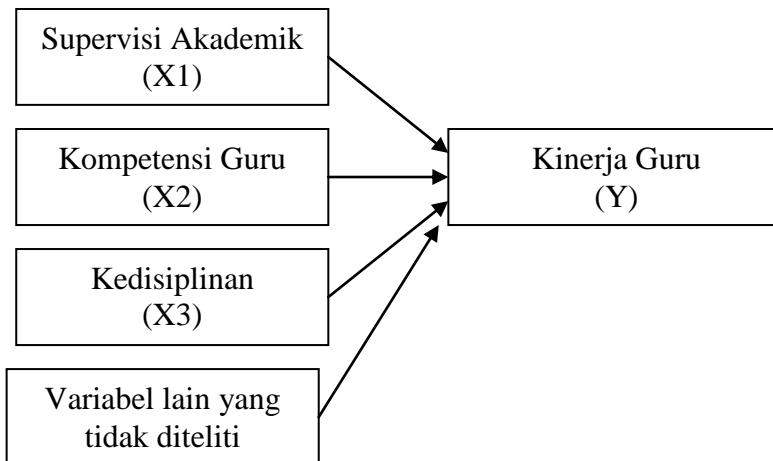 Supervisi Akademik
(X1)
Kompetensi Guru
(X2)
Kinerja Guru
(Y)
Kedisiplinan
(X3)
Variabel lain yang
tidak diteliti